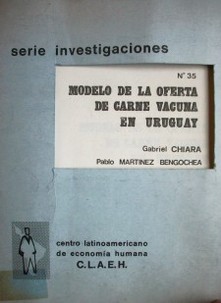 serie investigaciones
N° 35
MODELO DE LA OFERTA
DE CARNE VACUNA
EN URUGUAY
Gabriel CHIARA
Pablo MARTINEZ BENGOCHEA
centro latinoamericano
de economía humana
C.L.A.E.H.